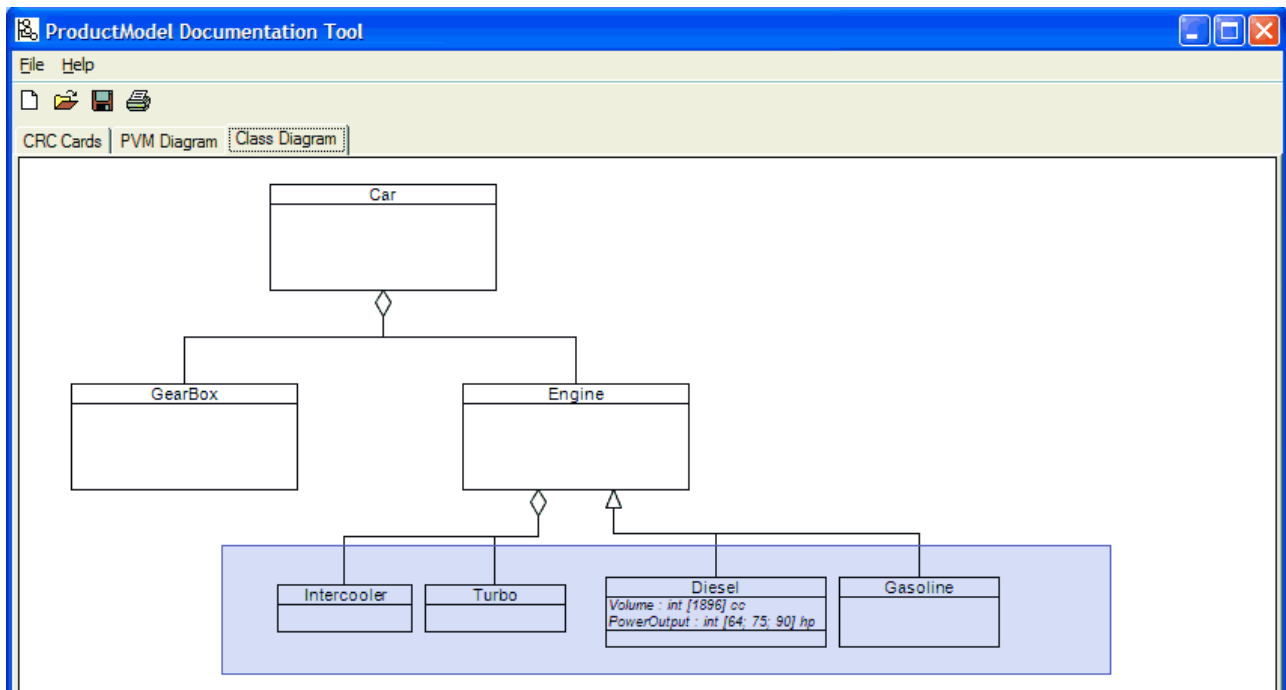 ProductModel Documentation Tool
File Help
CRC Cards PVM Diagram Class Diagram
Car
GearBox Engine
Intercooler Turbo Diesel Gasoline
Volume : int [1896] cc
PowerOutput : int [64; 75; 90] hp